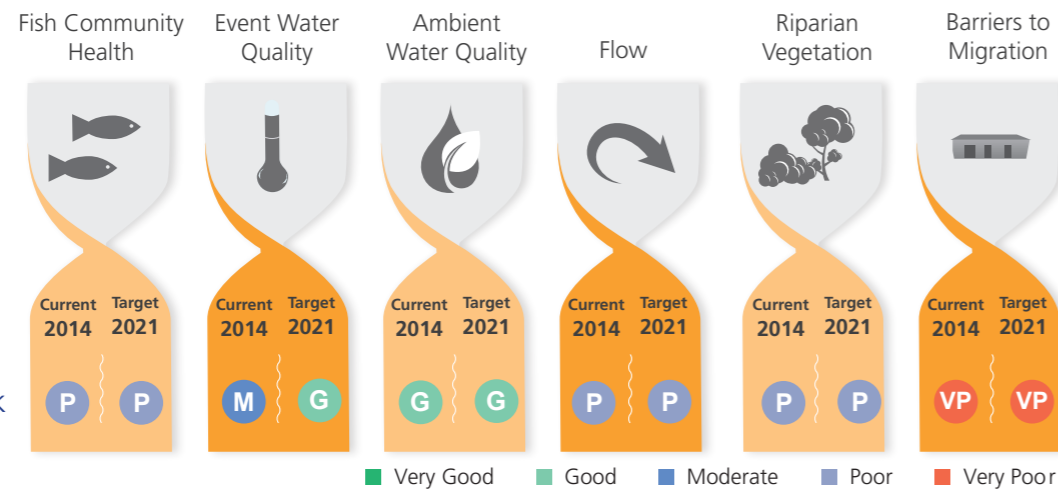 Fish Community
Health
Event Water
Quality
Ambient
Water Quality
Flow
Riparian
Vegetation
Barriers to
Migration
Current Target
2014 2021
Current Target
2014 2021
Current Target
2014 2021
Current Target
2014 2021
Current Target
2014 2021
Current Target
2014 2021
P P
M G
G G
P P
P P
VP VP
Very Good Good Moderate Poor Very Poor